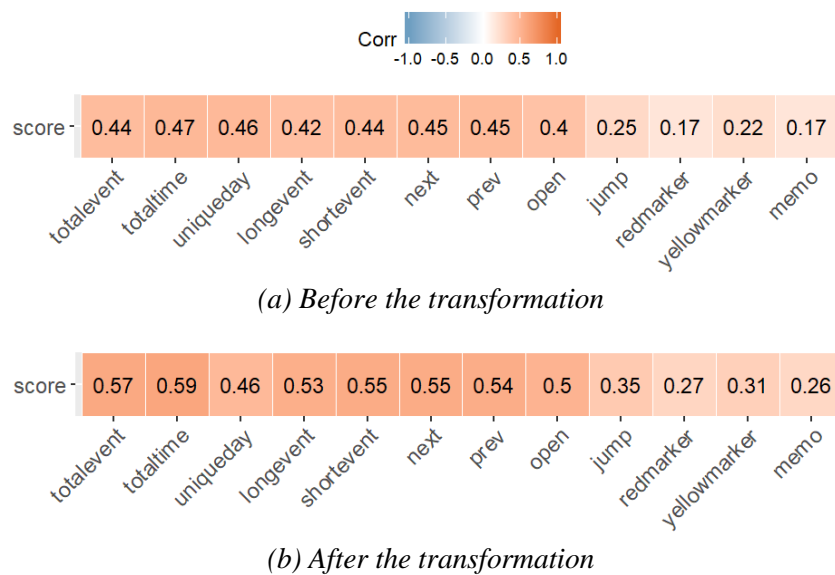 Corr
-1.0 -0.5 0.0 0.5 1.0
score 0.44 0.47 0.46 0.42 0.44 0.45 0.45 0.4 0.25 0.17 0.22 0.17
totalevent totaltime uniqueday longevent shortevent next prev open jump redmarker yellowmarker memo
(a) Before the transformation
score 0.57 0.59 0.46 0.53 0.55 0.55 0.54 0.5 0.35 0.27 0.31 0.26
totalevent totaltime uniqueday longevent shortevent next prev open jump redmarker yellowmarker memo
(b) After the transformation